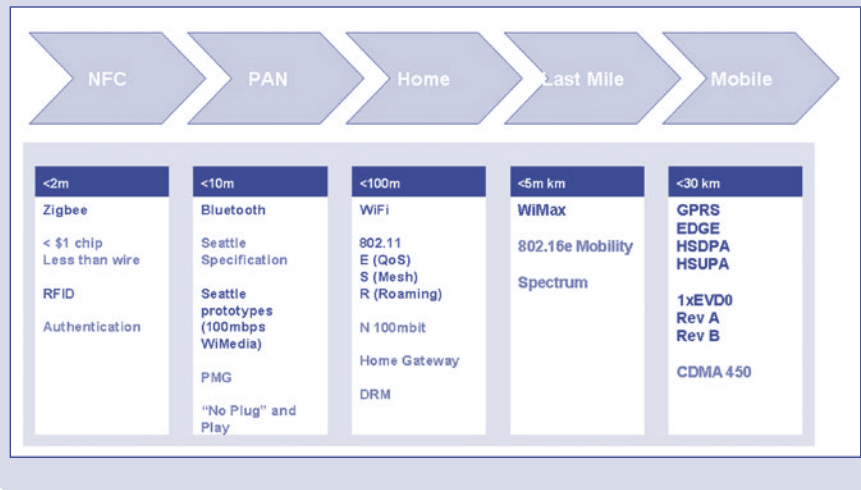 NFC
PAN
Home
Last Mile
Mobile
<2m
Zigbee
< $1 chip
Less than wire
RFID
Authentication
<10m
Bluetooth
Seattle
Specification
Seattle
prototypes
(100mbps
WiMedia)
PMG
“No Plug” and
Play
<100m
WiFi
802.11
E (QoS)
S (Mesh)
R (Roaming)
N 100mbit
Home Gateway
DRM
<5m km
WiMax
802.16e Mobility
Spectrum
<30 km
GPRS
EDGE
HSDPA
HSUPA
1xEVD0
Rev A
Rev B
CDMA 450